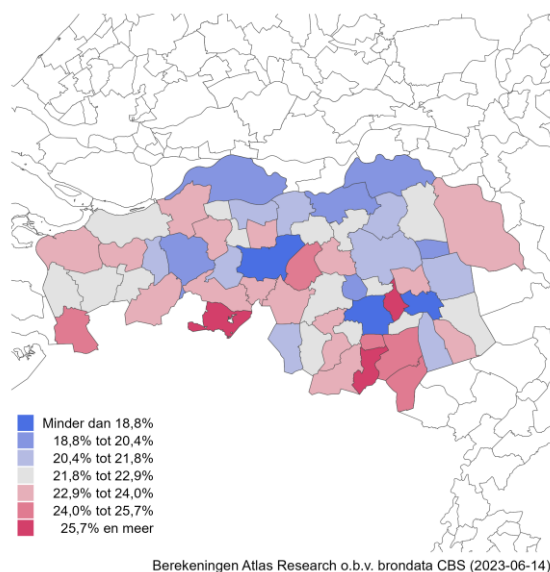 Minder dan 18,8%
18,8% tot 20,4%
20,4% tot 21,8%
21,8% tot 22,9%
22,9% tot 24,0%
24,0% tot 25,7%
25,7% en meer
Berekeningen Atlas Research o.b.v. brondata CBS (2023-06-14)